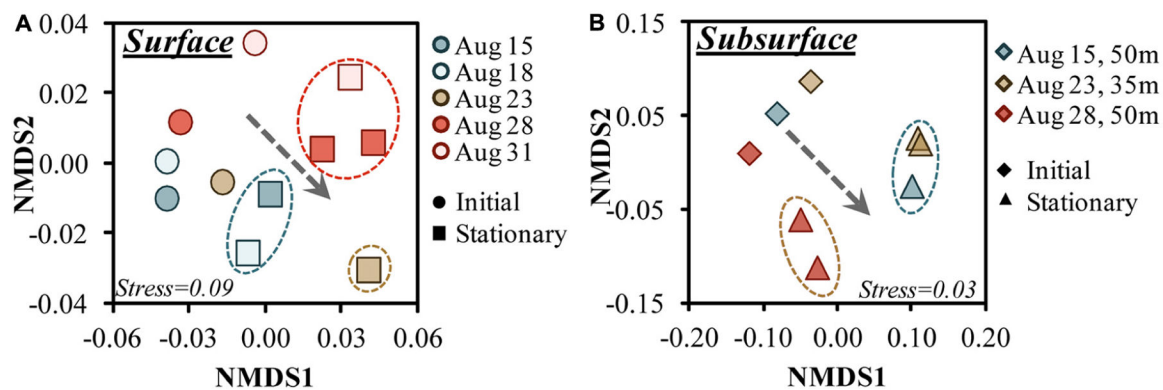 A
Surface
0.04
0.02
0.00
-0.02
-0.04
NMDS2
-0.06 -0.03 0.00 0.03 0.06
NMDS1
Stress=0.09
Aug 15
Aug 18
Aug 23
Aug 28
Aug 31
Initial
Stationary
B
Subsurface
0.15
0.05
-0.05
-0.15
NMDS2
-0.20 -0.10 0.00 0.10 0.20
NMDS1
Stress=0.03
Aug 15, 50m
Aug 23, 35m
Aug 28, 50m
Initial
Stationary